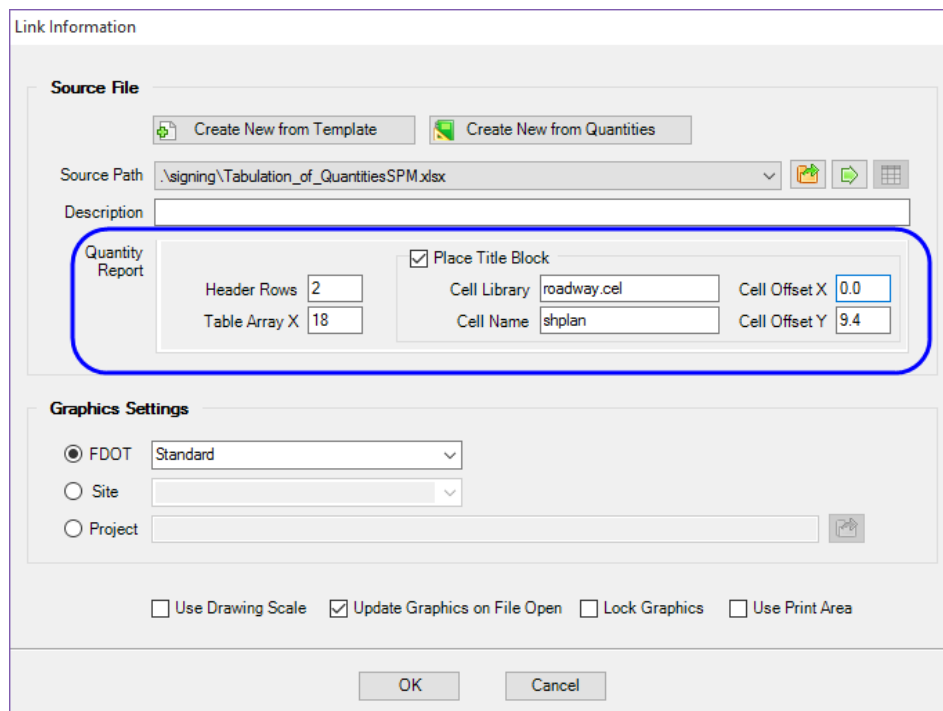 Link Information
Source File
Create New from Template Create New from Quantities
Source Path .\signing\Tabulation_of_QuantitiesSPM.xlsx
Description
Quantity
Report
Place Title Block
Header Rows 2 Cell Library roadway.cel Cell Offset X 0.0
Table Array X 18 Cell Name shplan Cell Offset Y 9.4
Graphics Settings
FDOT Standard
Site
Project
Use Drawing Scale Update Graphics on File Open Lock Graphics Use Print Area
OK Cancel